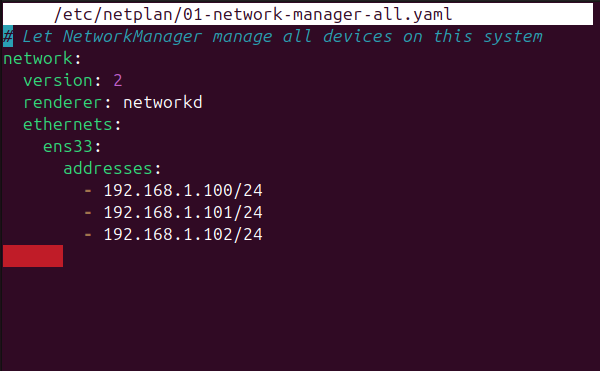 /etc/netplan/01-network-manager-all.yaml
# Let NetworkManager manage all devices on this system
network:
  version: 2
  renderer: networkd
  ethernets:
    ens33:
      addresses:
        - 192.168.1.100/24
        - 192.168.1.101/24
        - 192.168.1.102/24